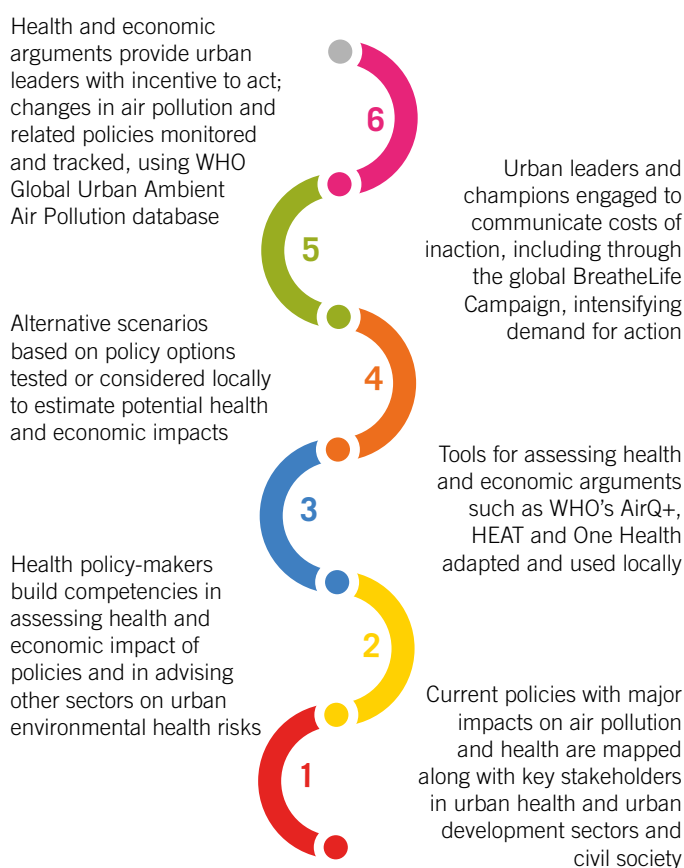 Health and economic
arguments provide urban
leaders with incentive to act;
changes in air pollution and
related policies monitored
and tracked, using WHO
Global Urban Ambient
Air Pollution database
6
Urban leaders and
champions engaged to
communicate costs of
inaction, including through
the global BreatheLife
Campaign, intensifying
demand for action
5
Alternative scenarios
based on policy options
tested or considered locally
to estimate potential health
and economic impacts
4
Tools for assessing health
and economic arguments
such as WHO’s AirQ+,
HEAT and One Health
adapted and used locally
3
Health policy-makers
build competencies in
assessing health and
economic impact of
policies and in advising
other sectors on urban
environmental health risks
2
Current policies with major
impacts on air pollution
and health are mapped
along with key stakeholders
in urban health and urban
development sectors and
civil society
1